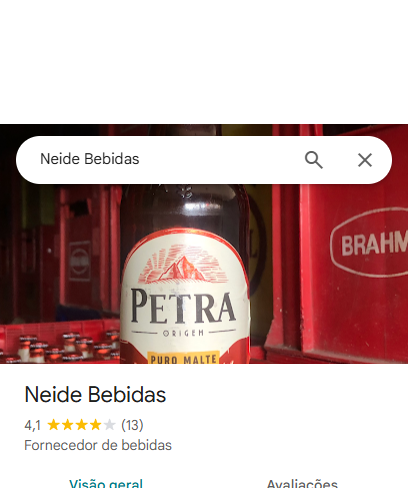 Neide Bebidas
BRAHM
PETRA
ORIGEM
PURO MALTE
Neide Bebidas
4,1 (13)
Fornecedor de bebidas
Visão geral Avaliações